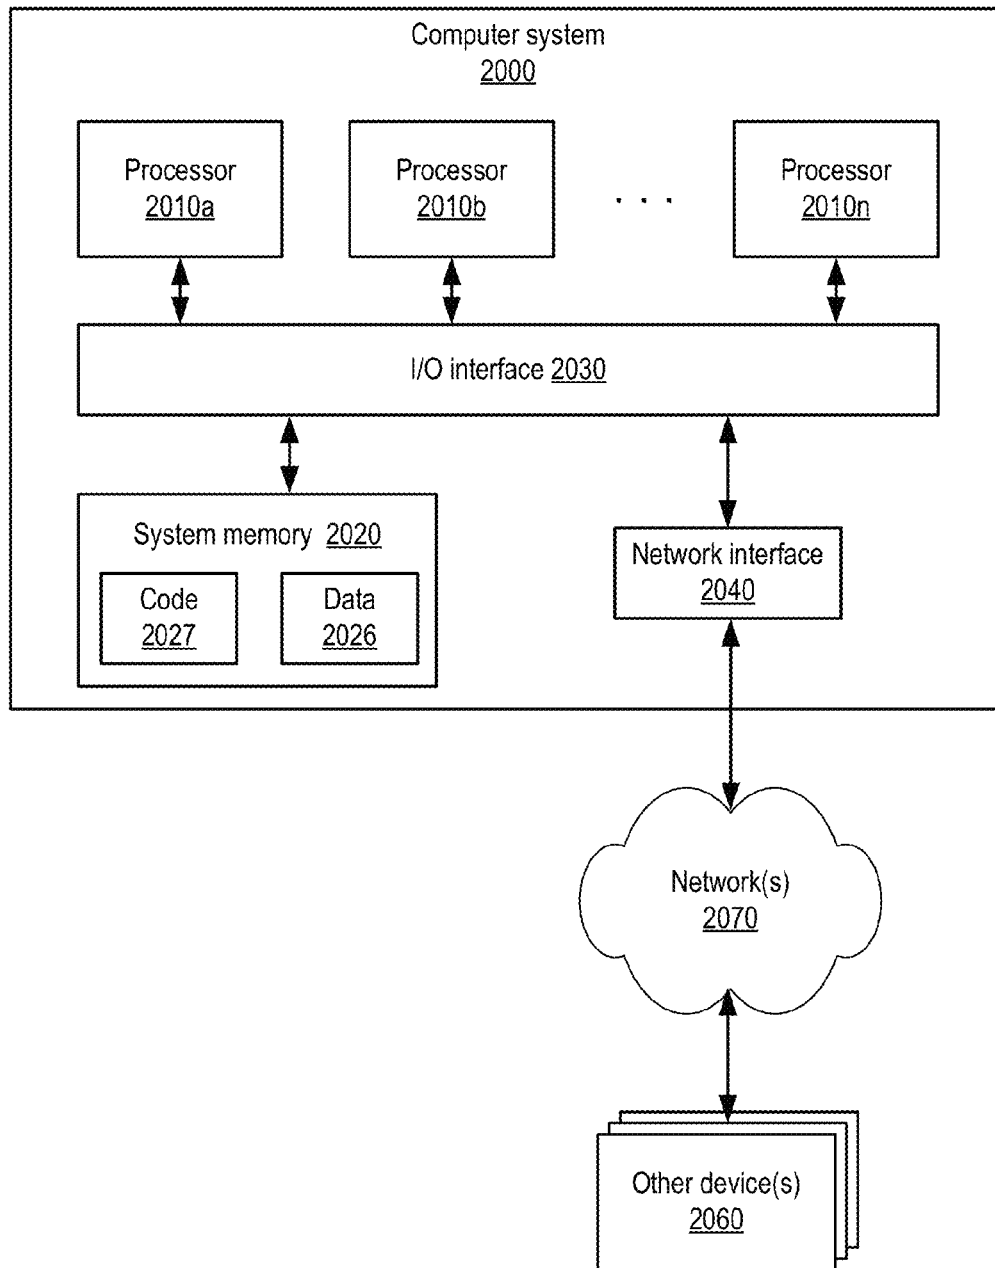 Computer system
2000
Processor
2010a
Processor
2010b
. . .
Processor
2010n
I/O interface 2030
System memory 2020
Code
2027
Data
2026
Network interface
2040
Network(s)
2070
Other device(s)
2060